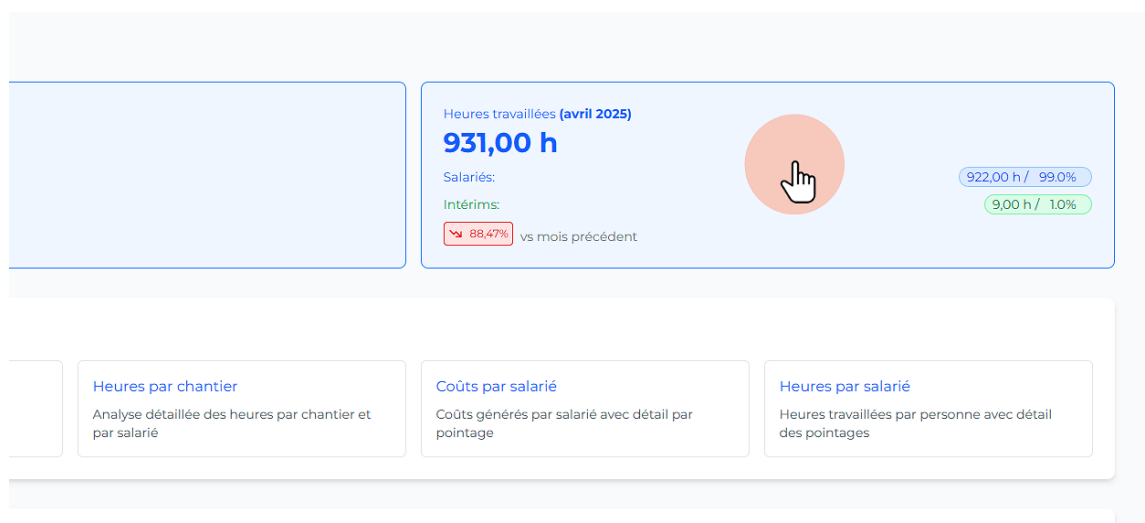 Heures travaillées (avril 2025)
931,00 h
Salariés:
922,00 h / 99.0%
Intérims:
9,00 h / 1.0%
88,47% vs mois précédent
Heures par chantier
Analyse détaillée des heures par chantier et
par salarié
Coûts par salarié
Coûts générés par salarié avec détail par
pointage
Heures par salarié
Heures travaillées par personne avec détail
des pointages